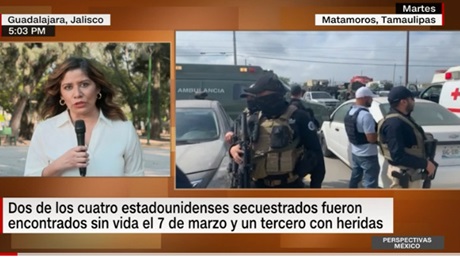 Guadalajara, Jalisco
5:03 PM
Martes
Matamoros, Tamaulipas
AMBULANCIA
Dos de los cuatro estadounidenses secuestrados fueron
encontrados sin vida el 7 de marzo y un tercero con heridas
PERSPECTIVAS
MÉXICO